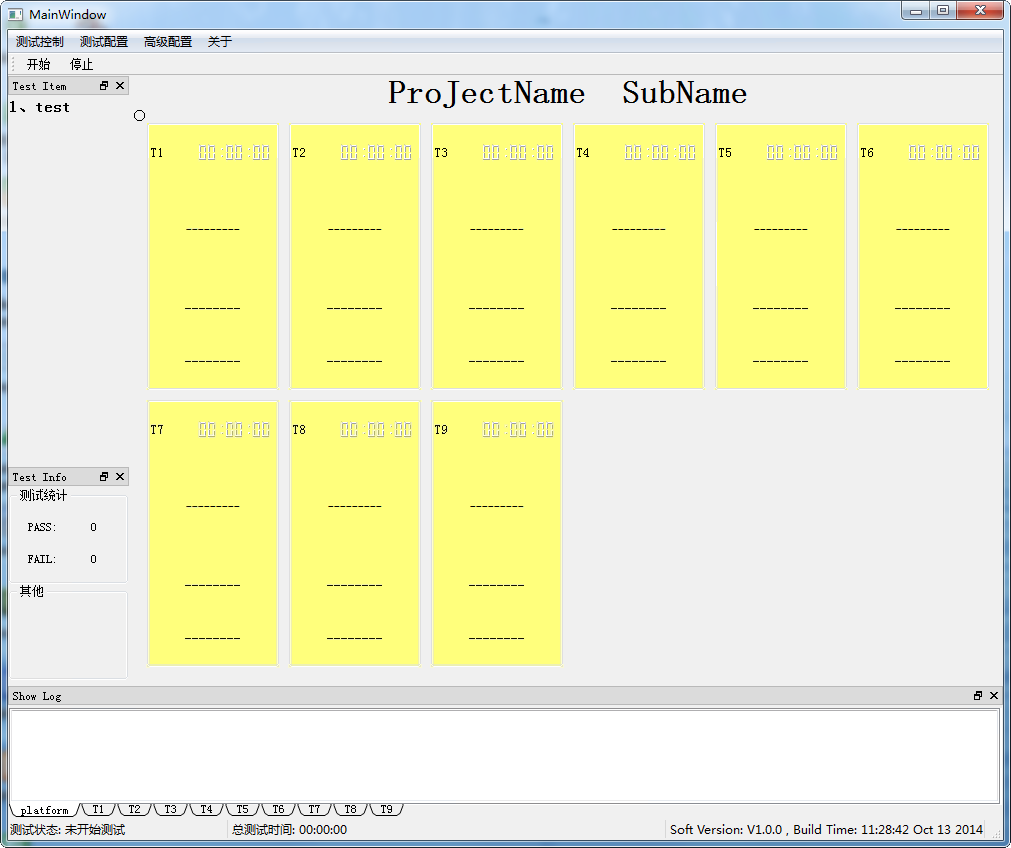 MainWindow
测试控制 测试配置 高级配置 关于
开始 停止
Test Item
1、test
ProJectName SubName
T1 00:00:00 T2 00:00:00 T3 00:00:00 T4 00:00:00 T5 00:00:00 T6 00:00:00
--------- --------- --------- --------- --------- ---------
-------- -------- -------- -------- -------- --------
-------- -------- -------- -------- -------- --------
T7 00:00:00 T8 00:00:00 T9 00:00:00
--------- --------- ---------
-------- -------- --------
-------- -------- --------
Test Info
测试统计
PASS: 0
FAIL: 0
其他
Show Log
platform T1 T2 T3 T4 T5 T6 T7 T8 T9
测试状态: 未开始测试 总测试时间: 00:00:00 Soft Version: V1.0.0 , Build Time: 11:28:42 Oct 13 2014